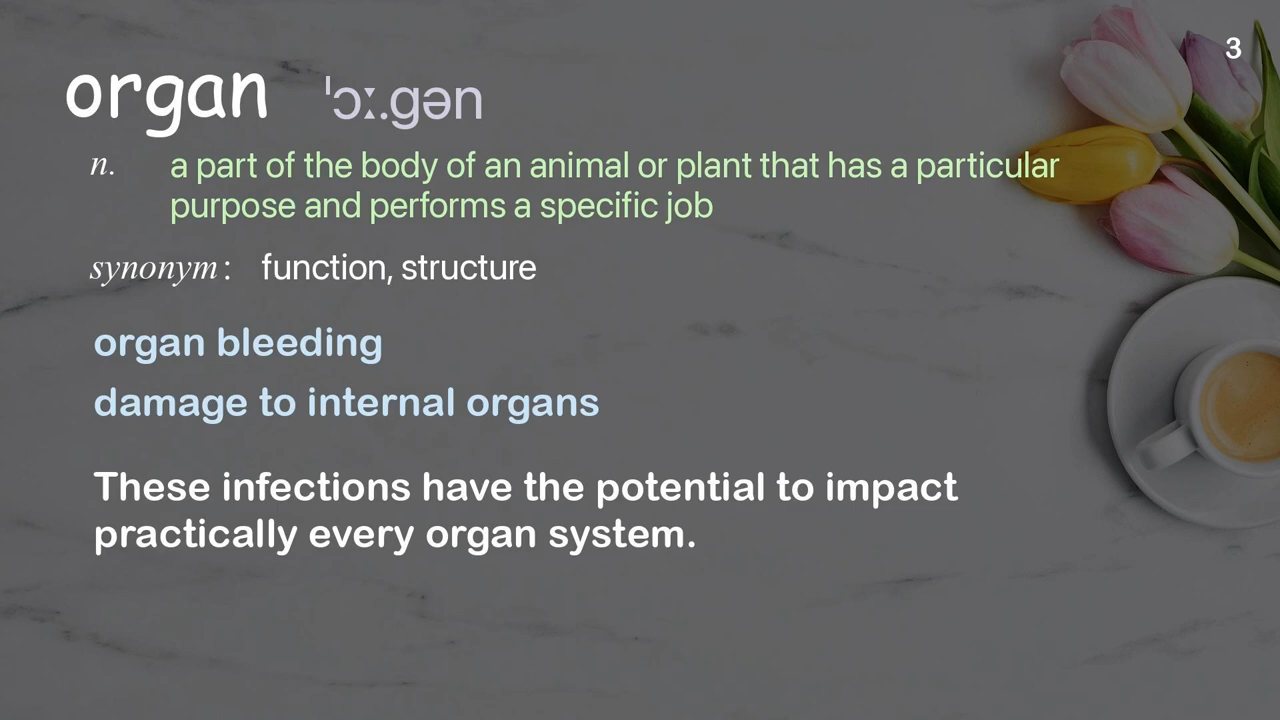 3
organ ˈɔː.gən
n. a part of the body of an animal or plant that has a particular
purpose and performs a specific job
synonym: function, structure
organ bleeding
damage to internal organs
These infections have the potential to impact
practically every organ system.